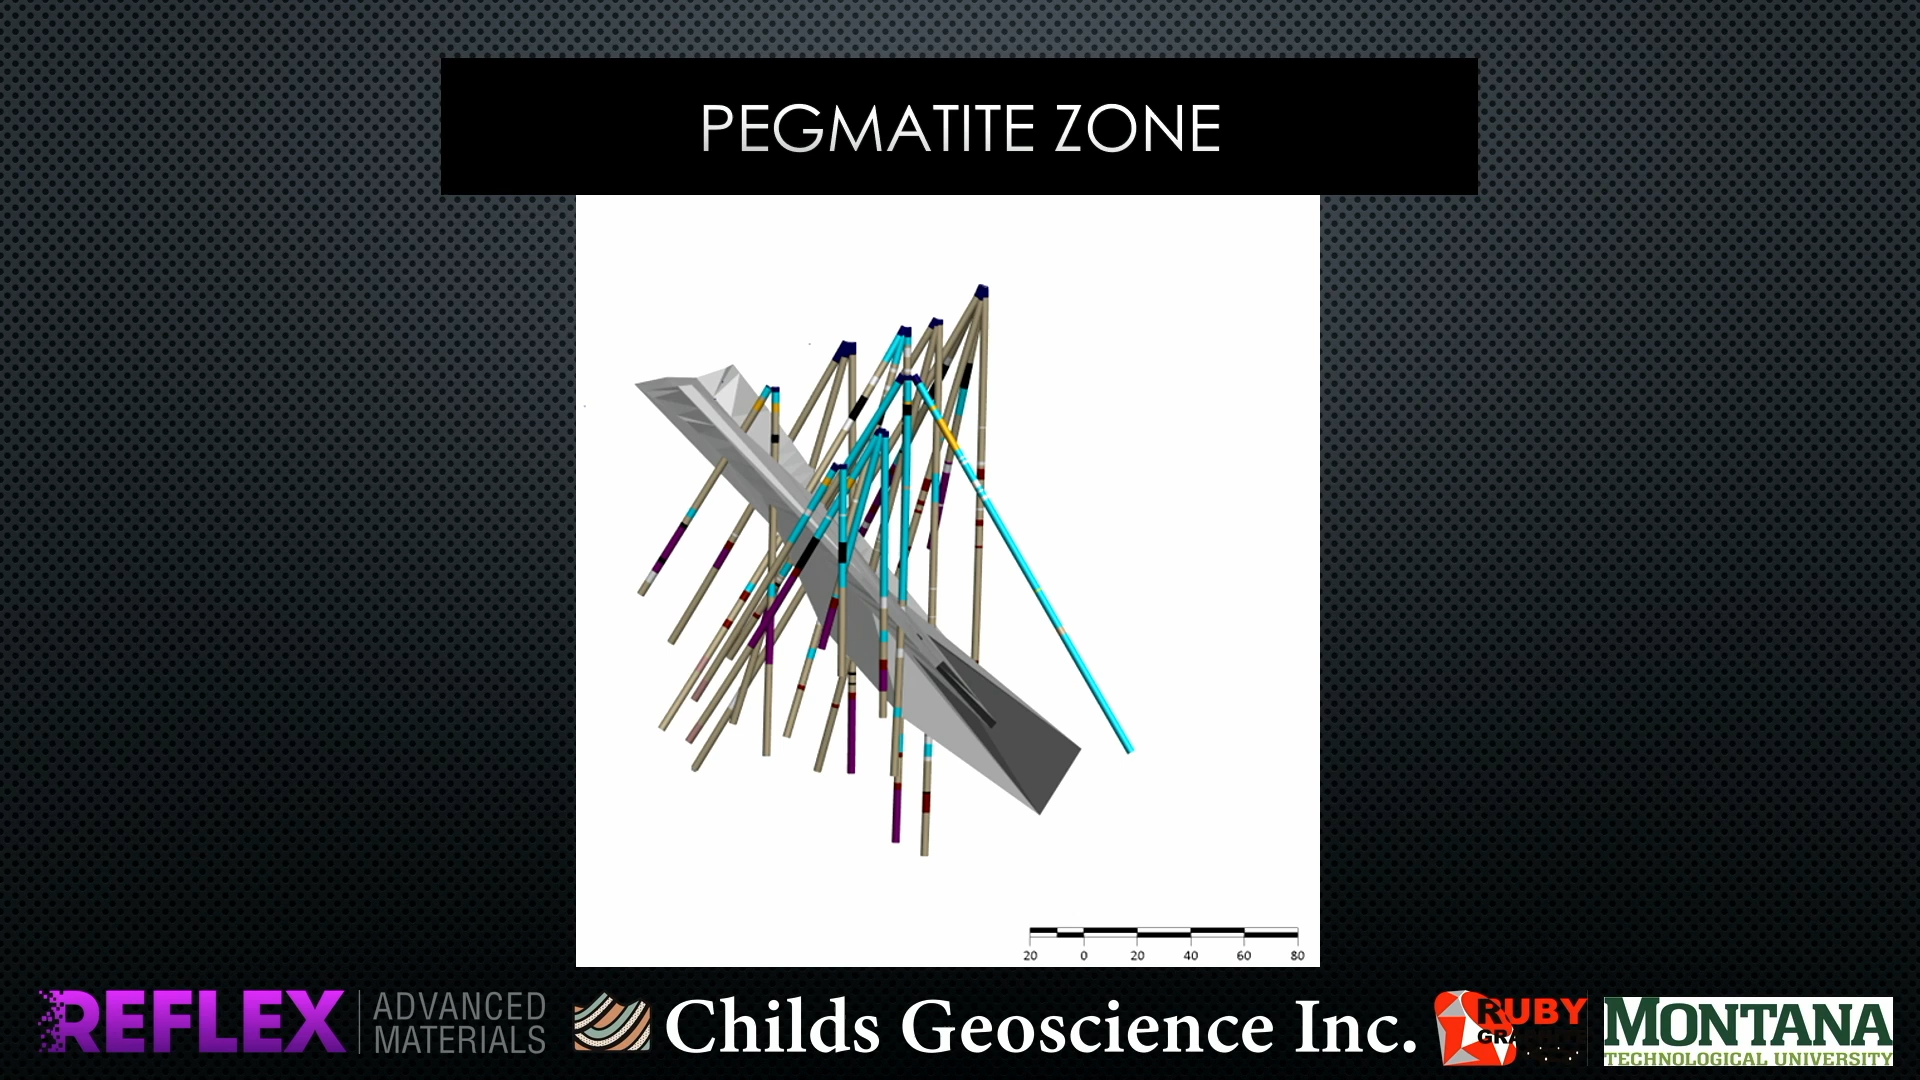 PEGMATITE ZONE
20 0 20 40 60 80
REFLEX
ADVANCED
MATERIALS
Childs Geoscience Inc.
RUBY
MONTANA
TECHNOLOGICAL UNIVERSITY